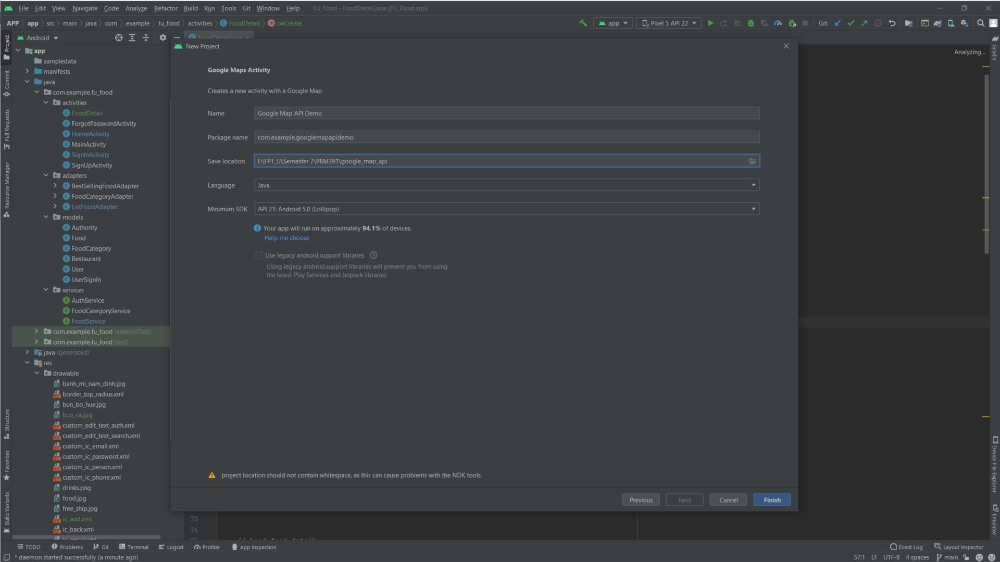 File Edit View Navigate Code Analyze Refactor Build Run Tools Git Window Help FU_Food - FoodDetail.java [FU_Food.app]
APP app src main java com example fu_food activities FoodDetail onCreate app Pixel 5 API 22 Git:
Android FoodDetail.java
New Project
Analyzing...
Google Maps Activity
Creates a new activity with a Google Map
Name Google Map API Demo
Package name com.example.googlemapapidemo
Save location F:\FPT_U\Semester 7\PRM391\google_map_api
Language Java
Minimum SDK API 21: Android 5.0 (Lollipop)
Your app will run on approximately 94.1% of devices.
Help me choose
Use legacy android.support libraries
Using legacy android.support libraries will prevent you from using
the latest Play Services and Jetpack libraries
project location should not contain whitespace, as this can cause problems with the NDK tools.
Previous Next Cancel Finish
app
sampledata
manifests
java
com.example.fu_food
activities
FoodDetail
ForgotPasswordActivity
HomeActivity
MainActivity
SignInActivity
SignUpActivity
adapters
BestSellingFoodAdapter
FoodCategoryAdapter
ListFoodAdapter
models
Authority
Food
FoodCategory
Restaurant
User
UserSignIn
services
AuthService
FoodCategoryService
FoodService
com.example.fu_food (androidTest)
com.example.fu_food (test)
java (generated)
res
drawable
banh_mi_nam_dinh.jpg
border_top_radius.xml
bun_bo_hue.jpg
bun_ca.jpg
custom_edit_text_auth.xml
custom_edit_text_search.xml
custom_ic_email.xml
custom_ic_password.xml
custom_ic_person.xml
custom_ic_phone.xml
drinks.png
food.jpg
free_ship.jpg
ic_add.xml
ic_back.xml
ic_email.xml
75
76
77 // load food detail
Project
Commit
Pull Requests
Resource Manager
Structure
Favorites
Build Variants
Gradle
Device File Explorer
Emulator
TODO Problems Git Terminal Logcat Profiler App Inspection Event Log Layout Inspector
* daemon started successfully (a minute ago) 57:1 LF UTF-8 4 spaces main